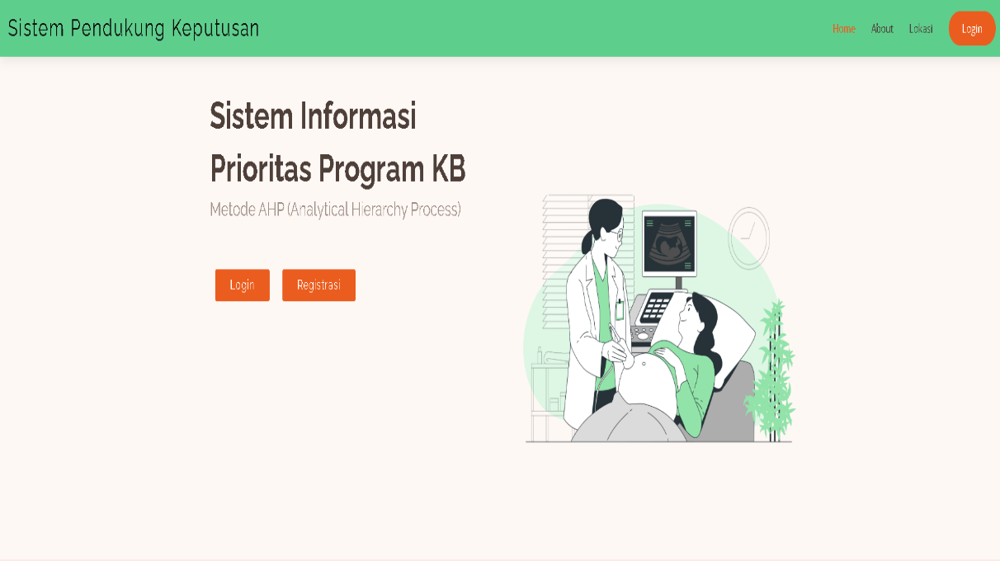 Sistem Pendukung Keputusan
Home About Lokasi Login
Sistem Informasi
Prioritas Program KB
Metode AHP (Analytical Hierarchy Process)
Login Registrasi